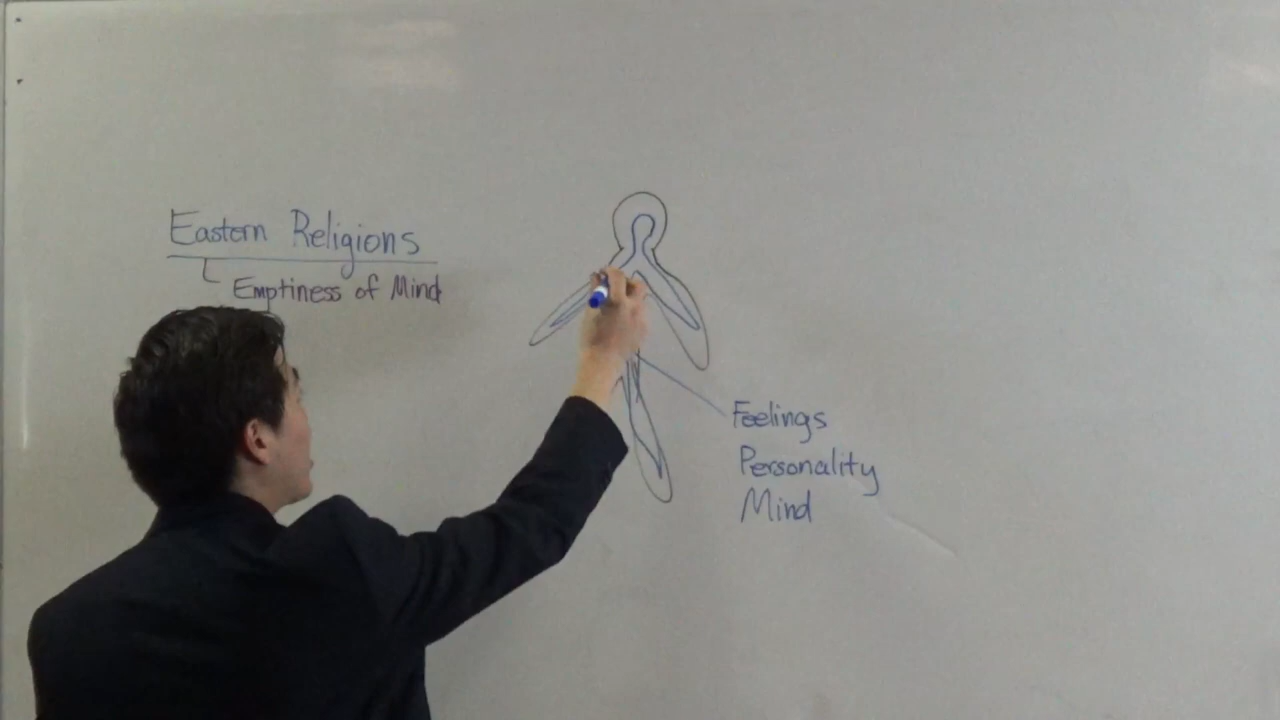 Eastern Religions
Emptiness of Mind
Feelings
Personality
Mind